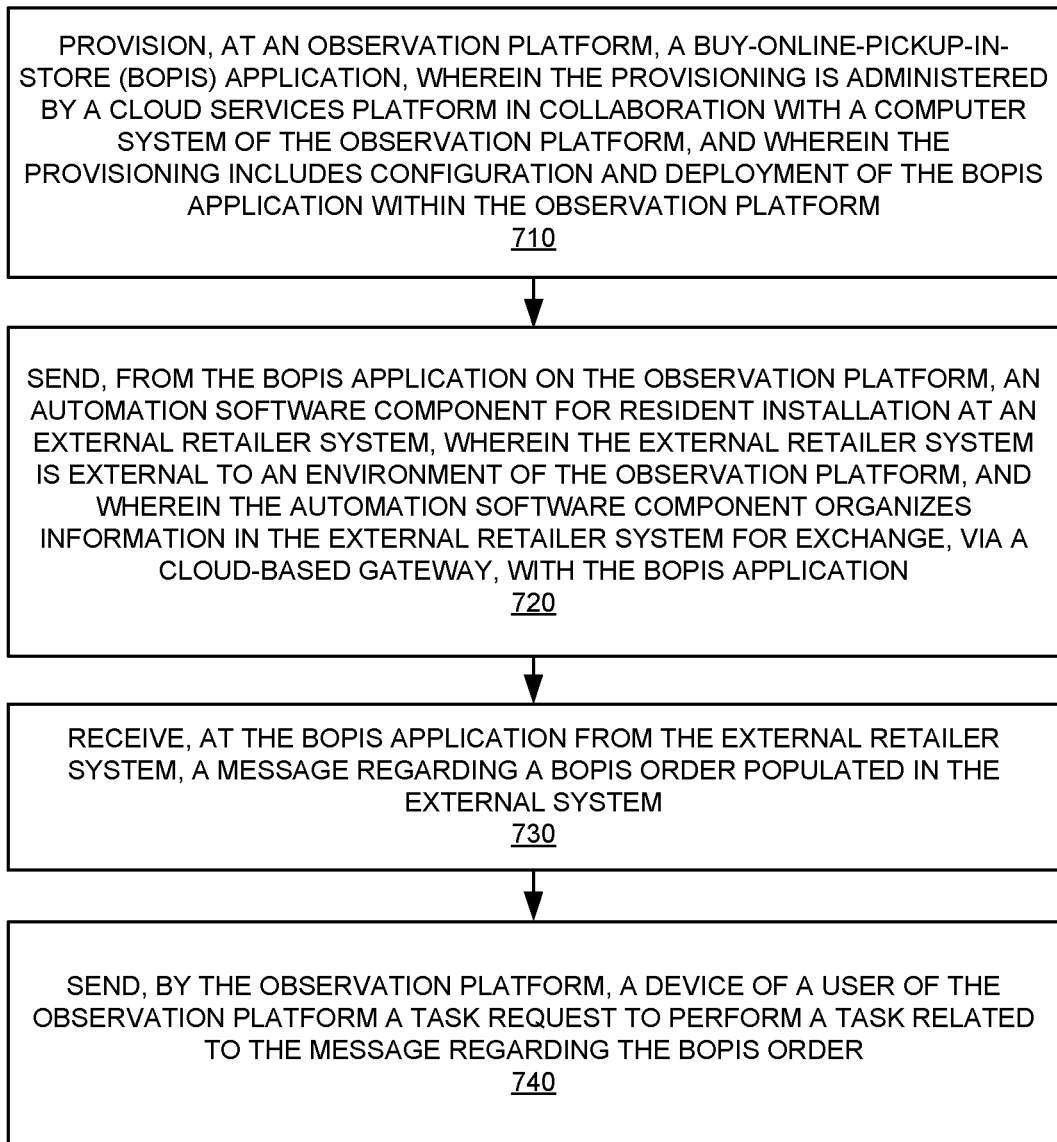 PROVISION, AT AN OBSERVATION PLATFORM, A BUY-ONLINE-PICKUP-IN-
STORE (BOPIS) APPLICATION, WHEREIN THE PROVISIONING IS ADMINISTERED
BY A CLOUD SERVICES PLATFORM IN COLLABORATION WITH A COMPUTER
SYSTEM OF THE OBSERVATION PLATFORM, AND WHEREIN THE
PROVISIONING INCLUDES CONFIGURATION AND DEPLOYMENT OF THE BOPIS
APPLICATION WITHIN THE OBSERVATION PLATFORM
710
SEND, FROM THE BOPIS APPLICATION ON THE OBSERVATION PLATFORM, AN
AUTOMATION SOFTWARE COMPONENT FOR RESIDENT INSTALLATION AT AN
EXTERNAL RETAILER SYSTEM, WHEREIN THE EXTERNAL RETAILER SYSTEM
IS EXTERNAL TO AN ENVIRONMENT OF THE OBSERVATION PLATFORM, AND
WHEREIN THE AUTOMATION SOFTWARE COMPONENT ORGANIZES
INFORMATION IN THE EXTERNAL RETAILER SYSTEM FOR EXCHANGE, VIA A
CLOUD-BASED GATEWAY, WITH THE BOPIS APPLICATION
720
RECEIVE, AT THE BOPIS APPLICATION FROM THE EXTERNAL RETAILER
SYSTEM, A MESSAGE REGARDING A BOPIS ORDER POPULATED IN THE
EXTERNAL SYSTEM
730
SEND, BY THE OBSERVATION PLATFORM, A DEVICE OF A USER OF THE
OBSERVATION PLATFORM A TASK REQUEST TO PERFORM A TASK RELATED
TO THE MESSAGE REGARDING THE BOPIS ORDER
740